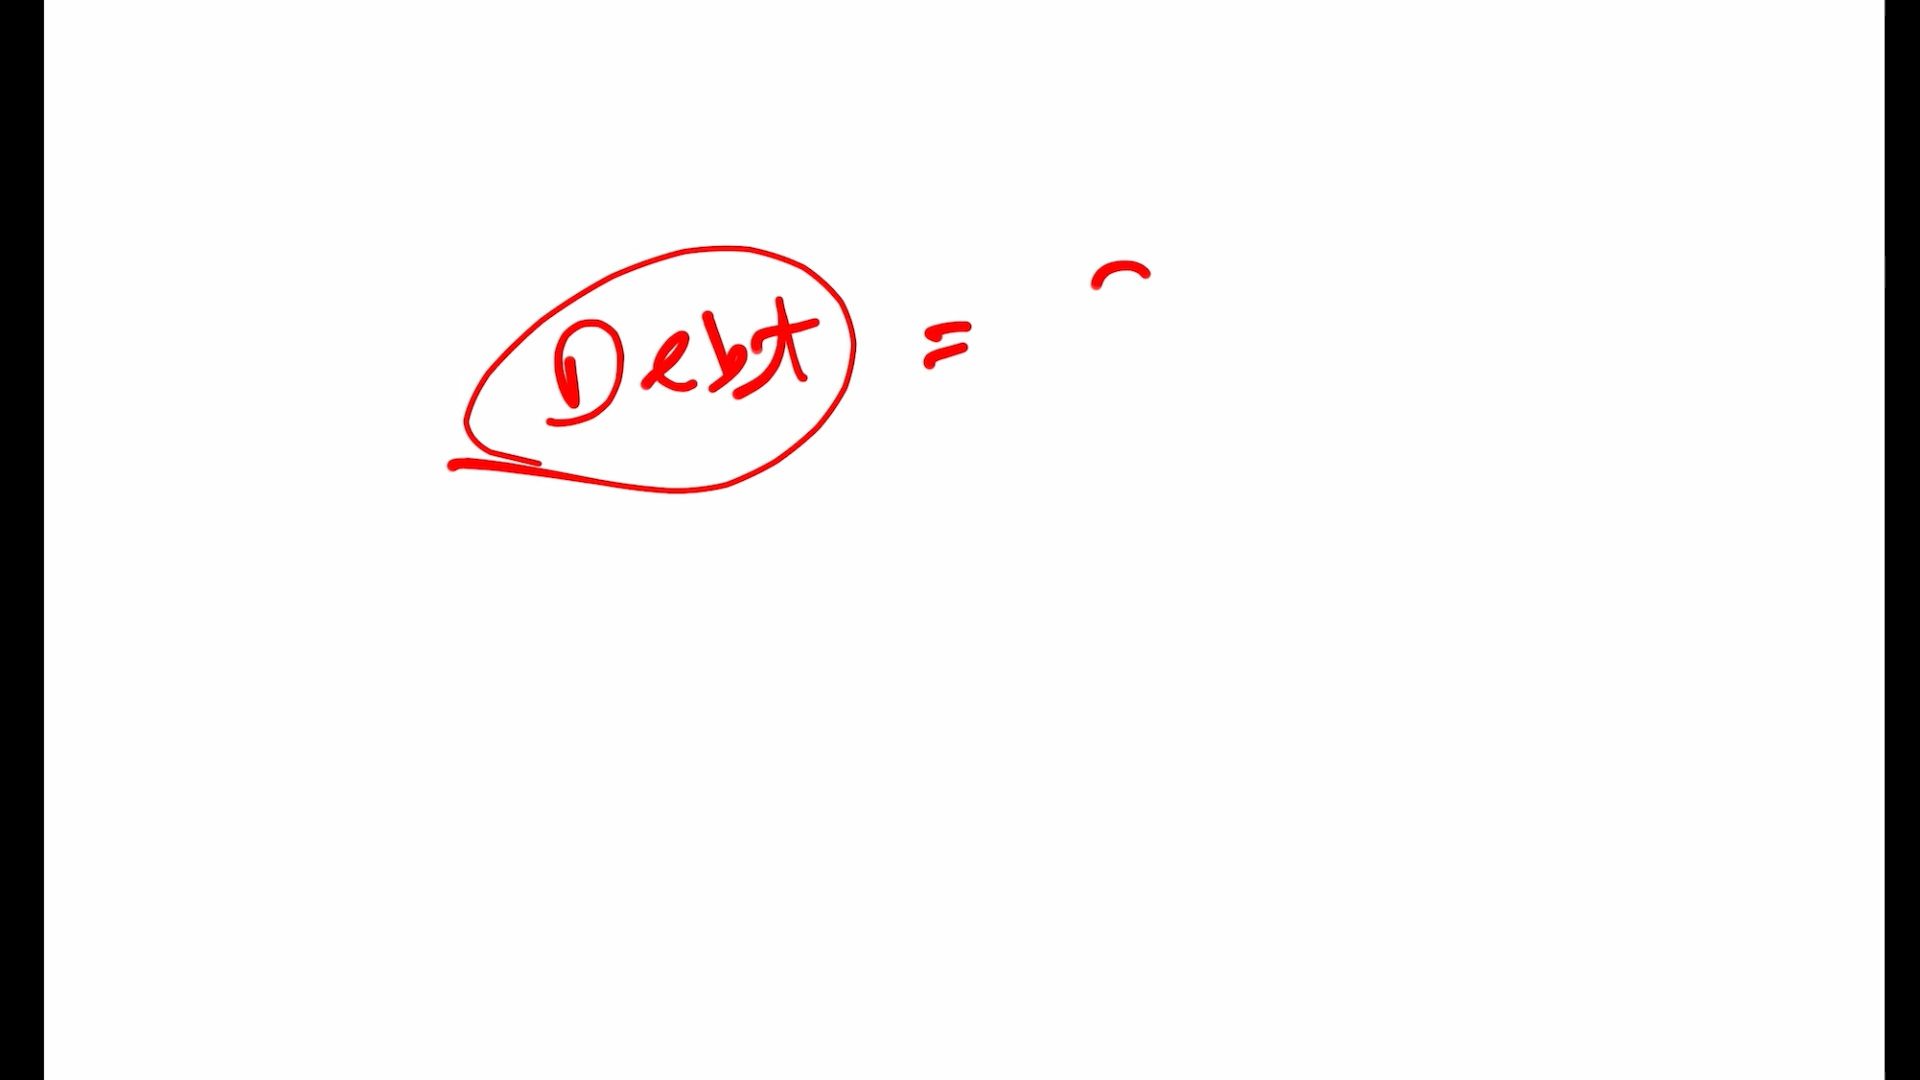 Debt =